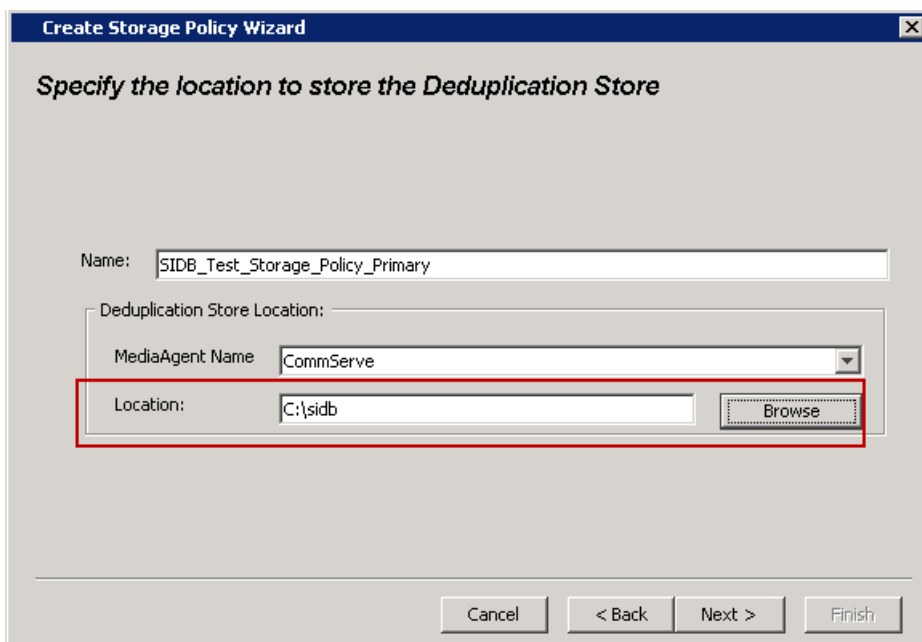 Create Storage Policy Wizard
Specify the location to store the Deduplication Store
Name: SIDB_Test_Storage_Policy_Primary
Deduplication Store Location:
MediaAgent Name CommServe
Location: C:\sidb Browse
Cancel < Back Next > Finish